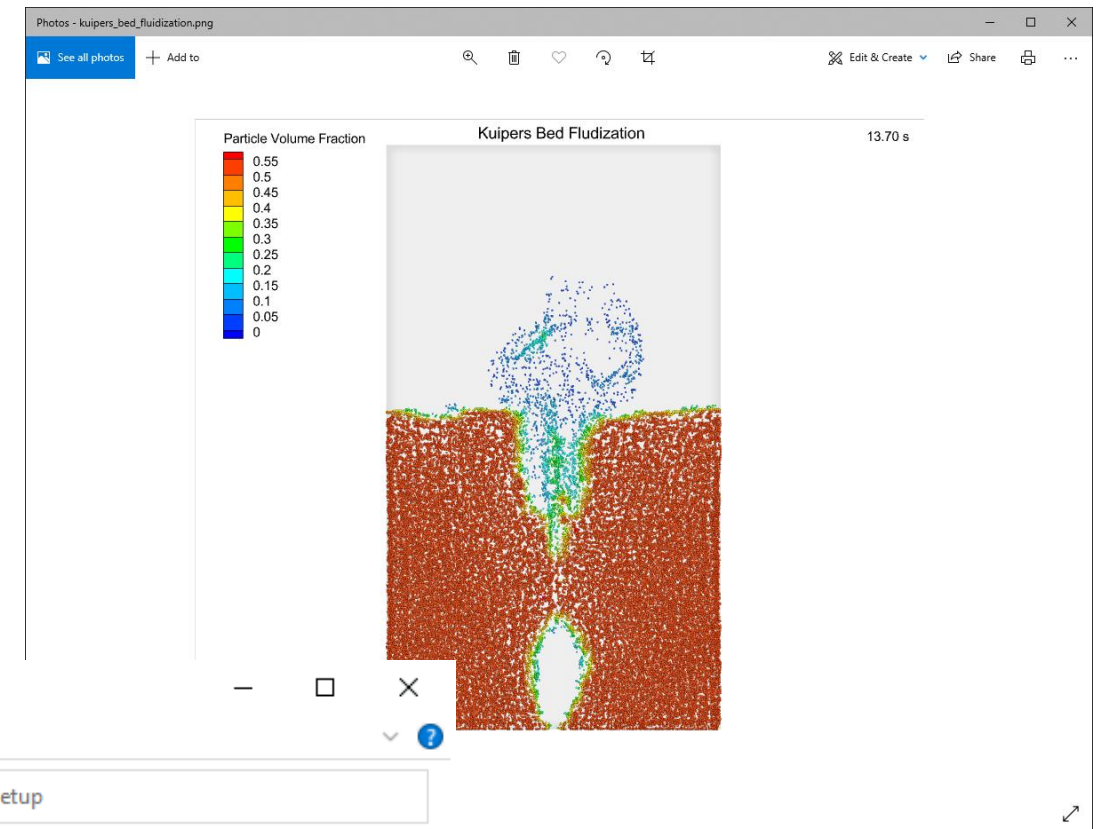 Photos - kuipers_bed_fluidization.png
See all photos
Add to
Edit & Create
Share
Particle Volume Fraction
Kuipers Bed Fludization
13.70 s
0.55
0.5
0.45
0.4
0.35
0.3
0.25
0.2
0.15
0.1
0.05
0
?
etup